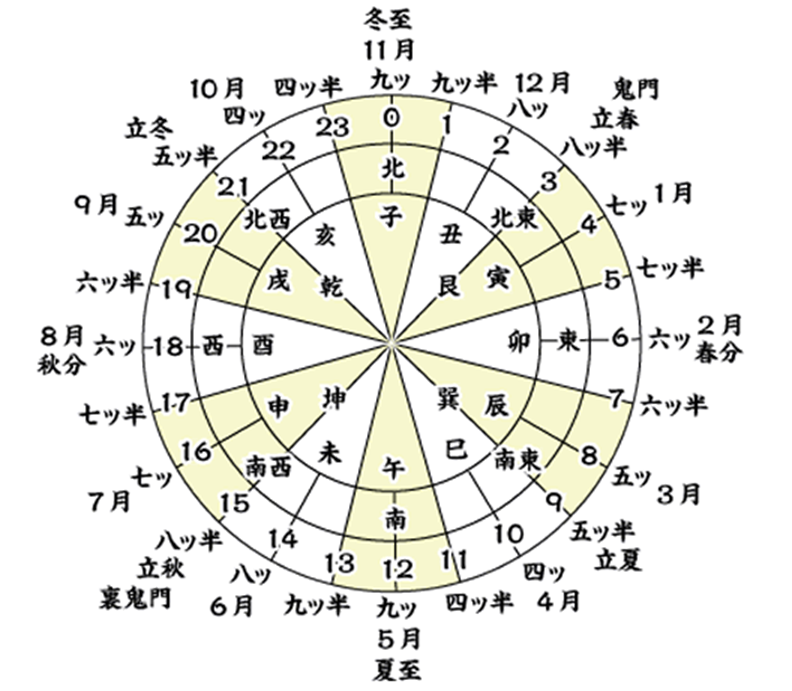 冬至
11月
九ッ
九ッ半
12月
八ッ
鬼門
立春
八ッ半
七ッ
1月
七ッ半
六ッ
2月
春分
六ッ半
五ッ
3月
五ッ半
立夏
四ッ
4月
四ッ半
九ッ
5月
夏至
九ッ半
八ッ
6月
八ッ半
立秋
裏鬼門
七ッ
7月
七ッ半
六ッ
8月
秋分
六ッ半
五ッ
9月
五ッ半
立冬
四ッ
10月
四ッ半
0
1
2
3
4
5
6
7
8
9
10
11
12
13
14
15
16
17
18
19
20
21
22
23
北
北東
東
南東
南
南西
西
北西
子
丑
艮
寅
卯
辰
巽
巳
午
未
坤
申
酉
戌
乾
亥